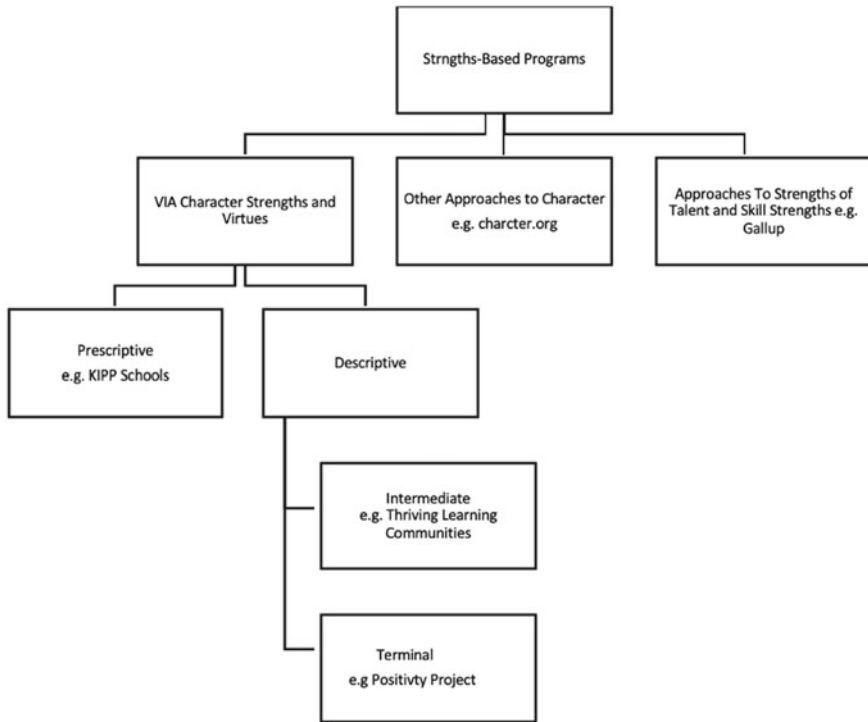 Strngths-Based Programs
VIA Character Strengths and
Virtues
Other Approaches to Character
e.g. charcter.org
Approaches To Strengths of
Talent and Skill Strengths e.g.
Gallup
Prescriptive
e.g. KIPP Schools
Descriptive
Intermediate
e.g. Thriving Learning
Communities
Terminal
e.g Positivty Project